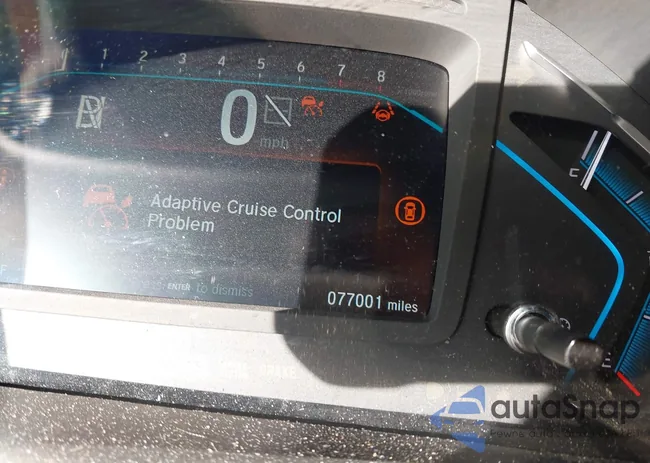 1 2 3 4 5 6 7 8
0
mph
Adaptive Cruise Control
Problem
ENTER to dismiss
077001 miles
C
E
BRAKE
autoSnap